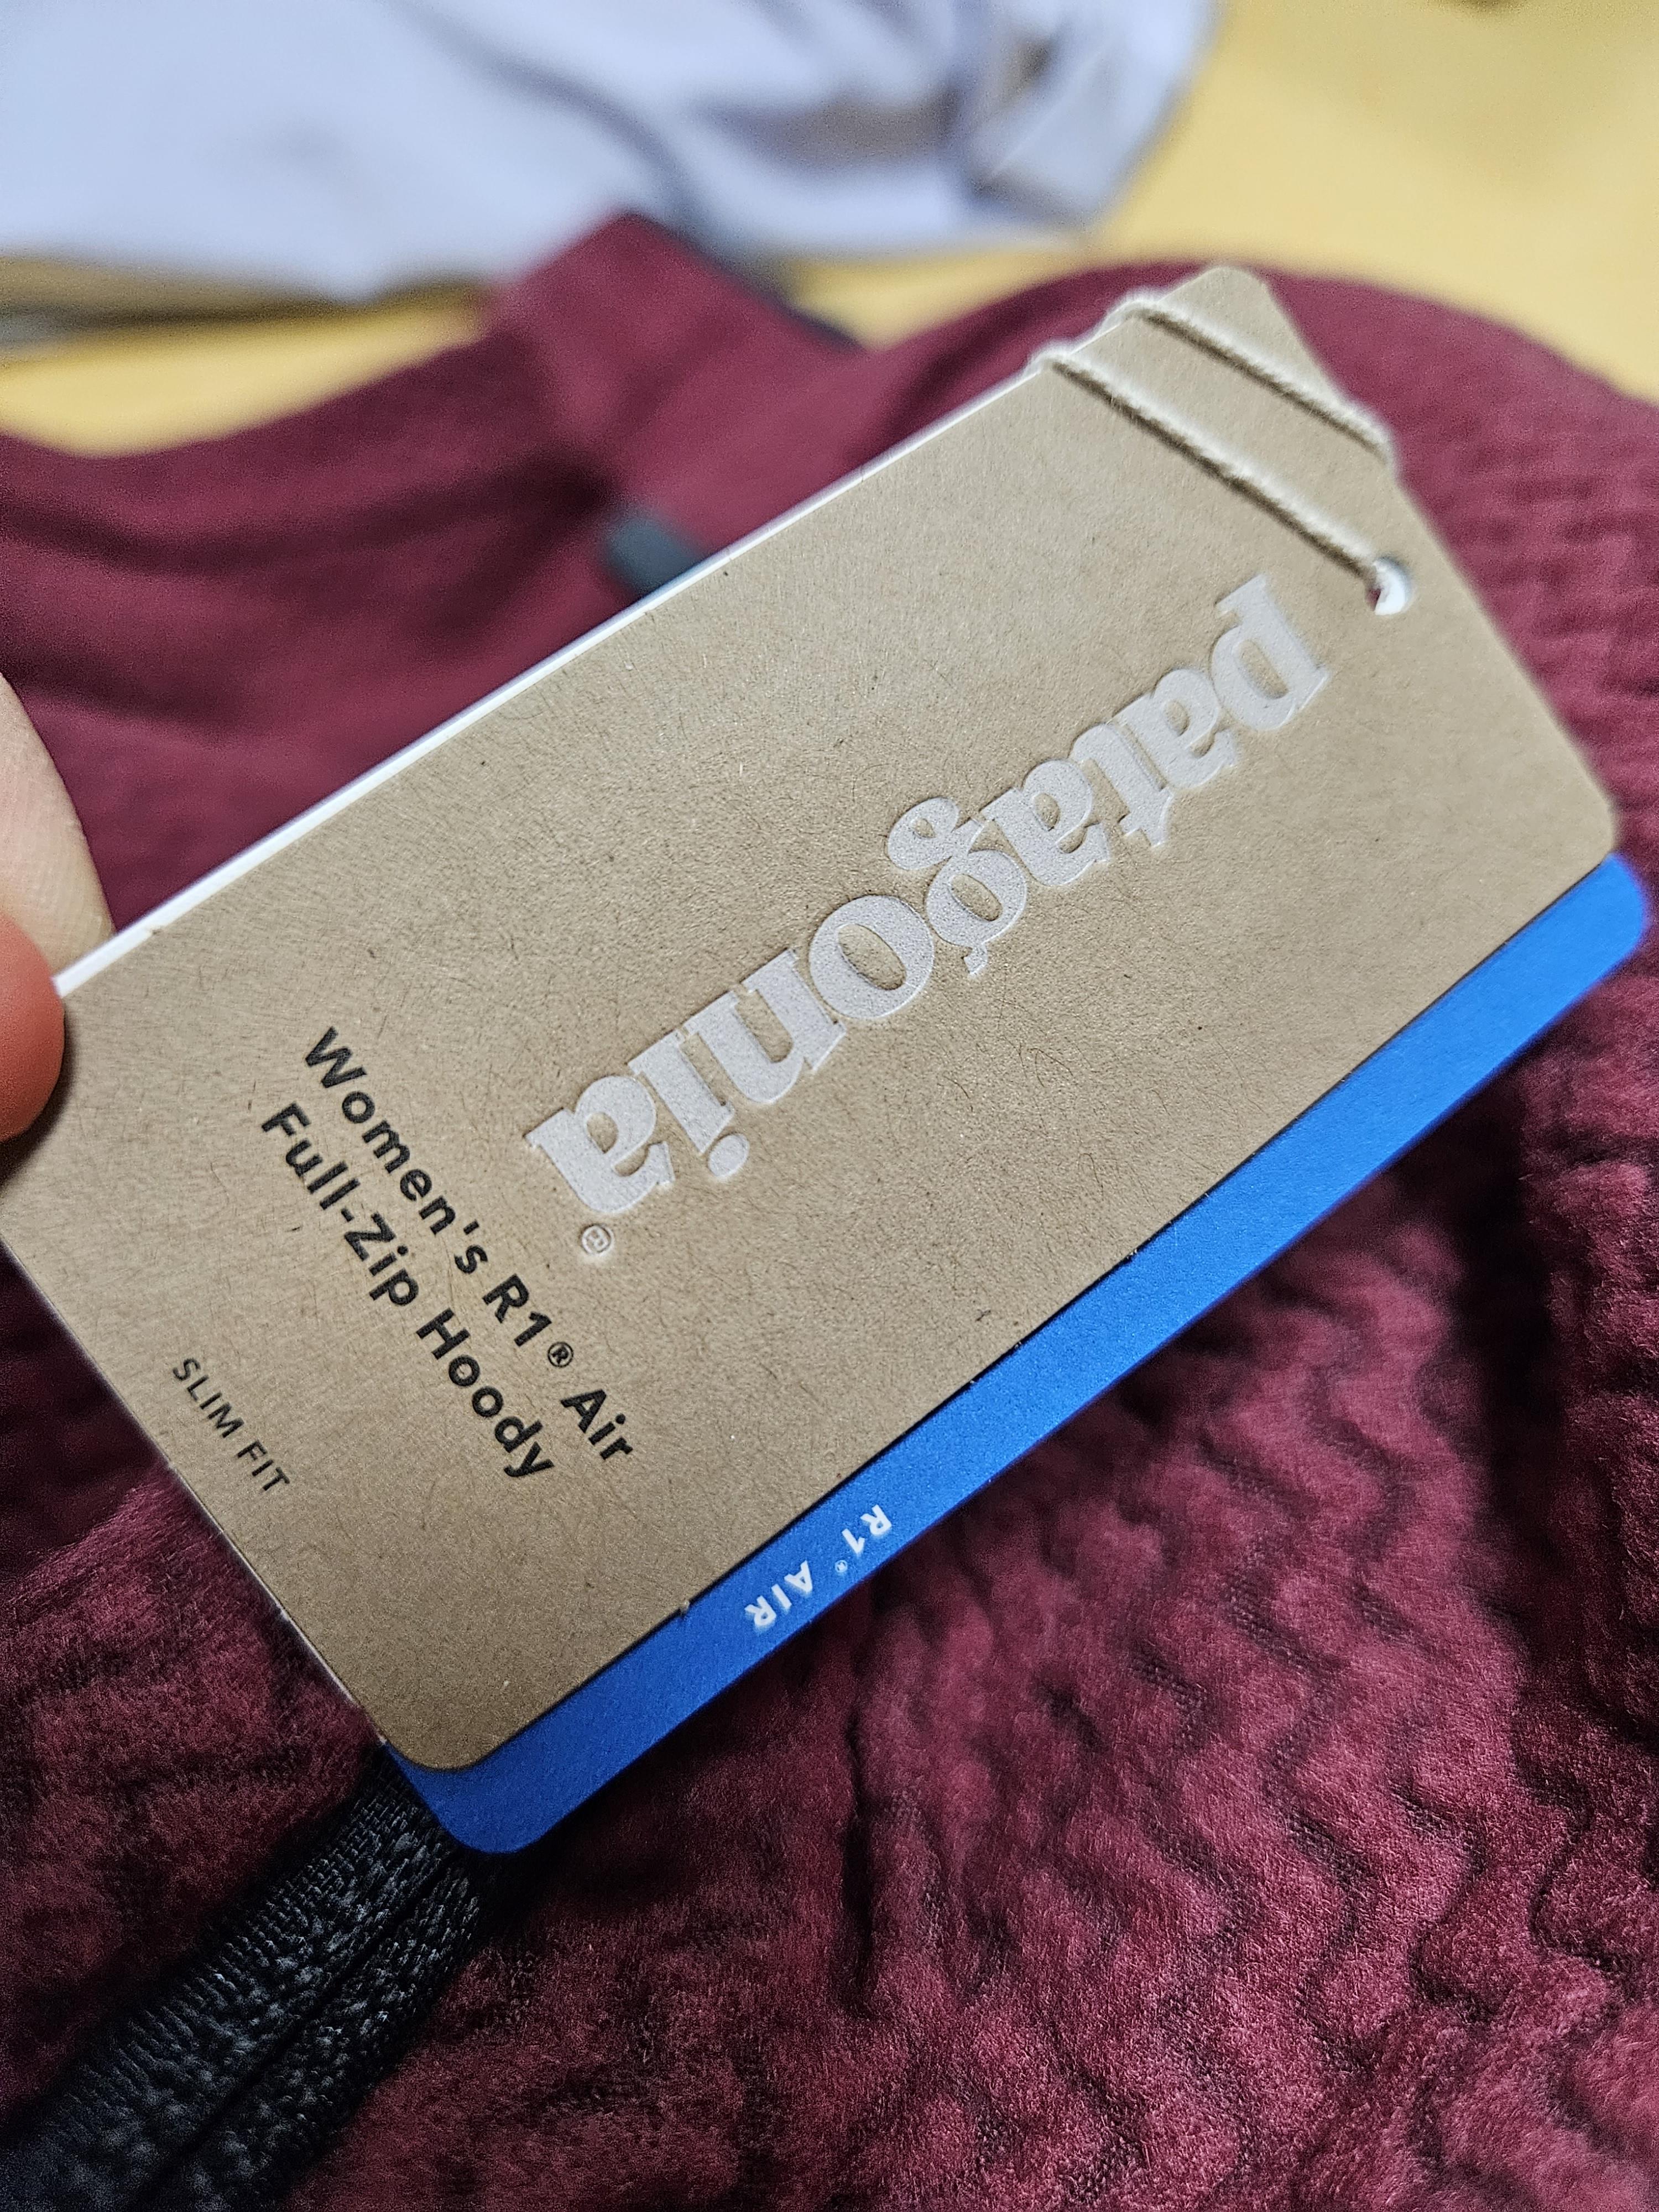 patagonia®
Women's R1® Air
Full-Zip Hoody
SLIM FIT
R1® AIR